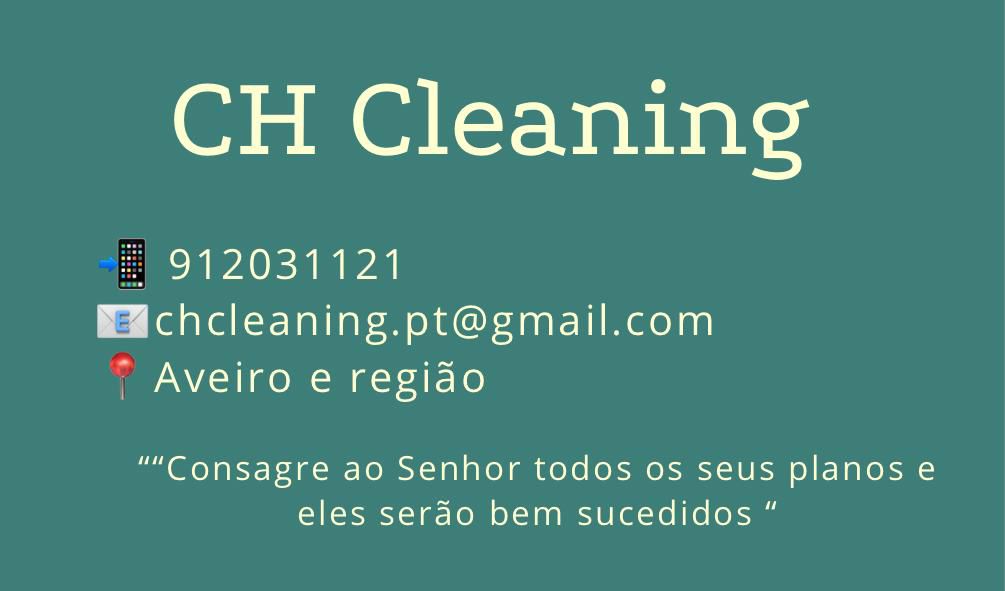 CH Cleaning
912031121
chcleaning.pt@gmail.com
Aveiro e região
““Consagre ao Senhor todos os seus planos e
eles serão bem sucedidos “